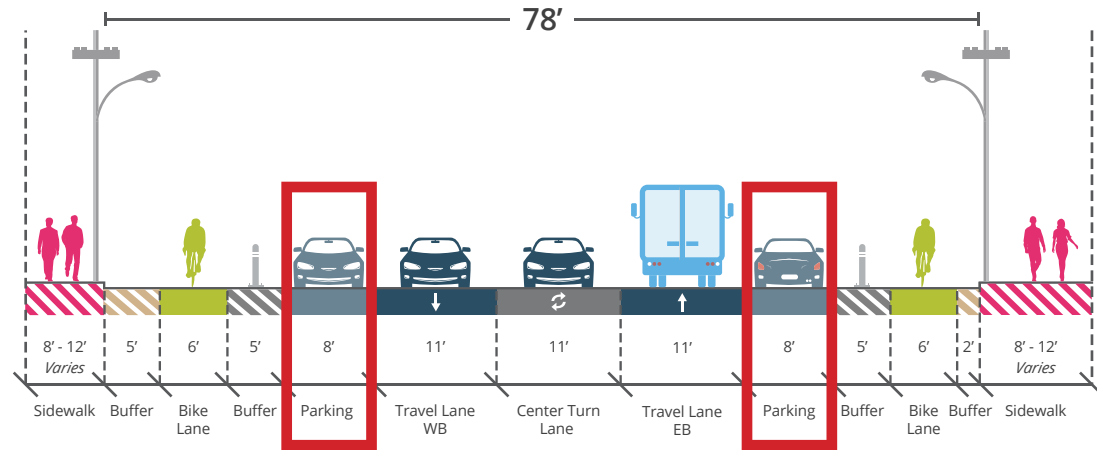 78’
8’ - 12’
Varies
5’
6’
5’
8’
11’
11’
11’
8’
5’
6’
2’
8’ - 12’
Varies
Sidewalk
Buffer
Bike
Lane
Buffer
Parking
Travel Lane
WB
Center Turn
Lane
Travel Lane
EB
Parking
Buffer
Bike
Lane
Buffer
Sidewalk